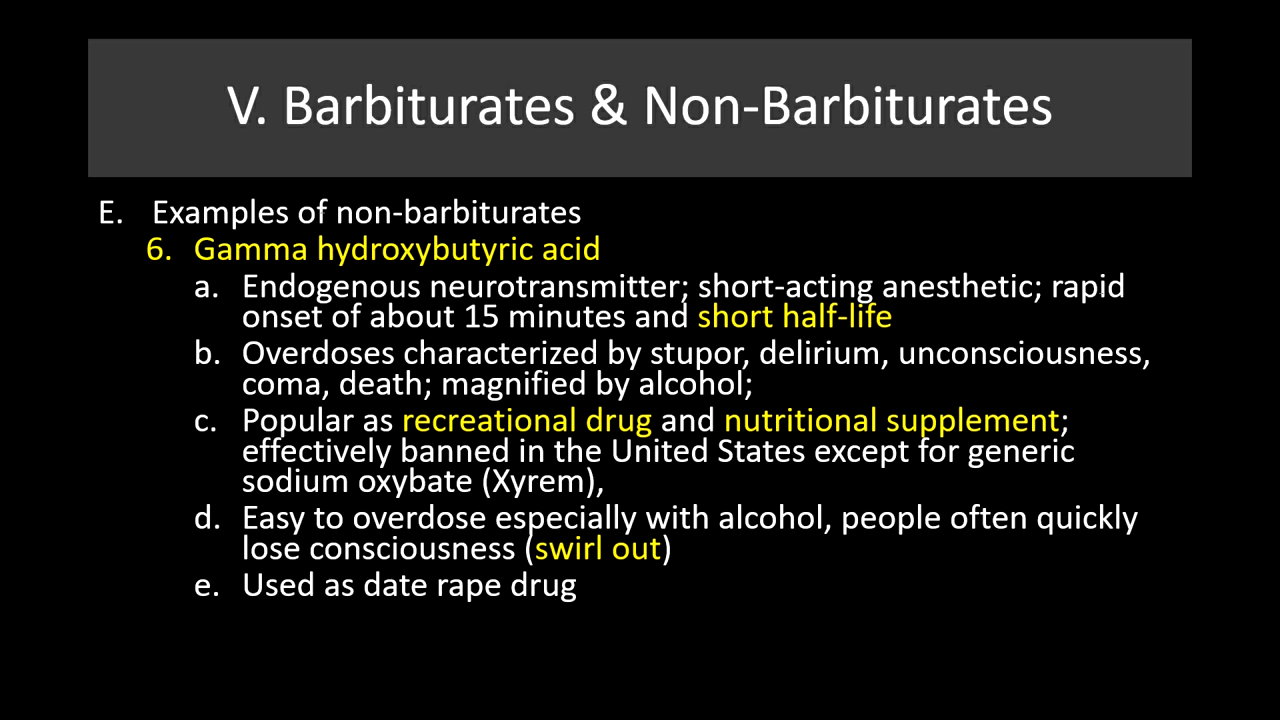 V. Barbiturates & Non-Barbiturates
E. Examples of non-barbiturates
6. Gamma hydroxybutyric acid
a. Endogenous neurotransmitter; short-acting anesthetic; rapid
onset of about 15 minutes and short half-life
b. Overdoses characterized by stupor, delirium, unconsciousness,
coma, death; magnified by alcohol;
c. Popular as recreational drug and nutritional supplement;
effectively banned in the United States except for generic
sodium oxybate (Xyrem),
d. Easy to overdose especially with alcohol, people often quickly
lose consciousness (swirl out)
e. Used as date rape drug